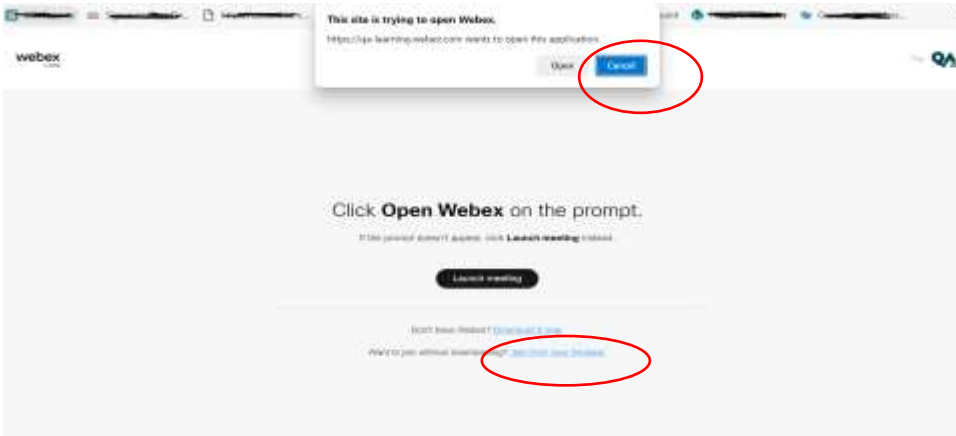 This site is trying to open Webex.
https://qa-learning.webex.com wants to open this application.
Open Cancel
webex
QA
Click Open Webex on the prompt.
If the prompt doesn't appear, click Launch meeting instead.
Launch meeting
Don't have Webex? Download it now.
Want to join without downloading? Join from your browser.